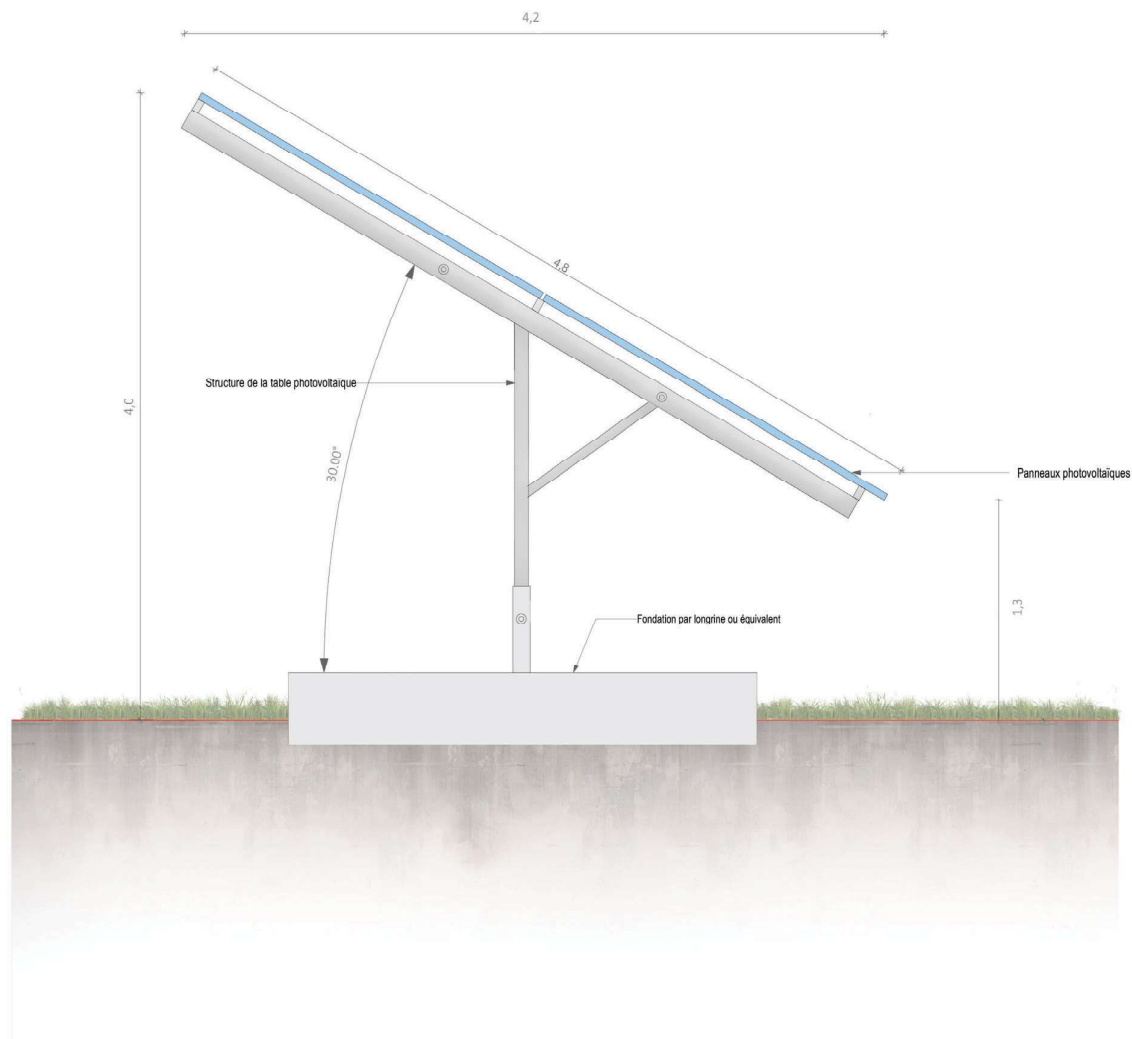 4,2
4,8
4,0
Structure de la table photovoltaïque
30.00°
Panneaux photovoltaïques
1,3
Fondation par longrine ou équivalent